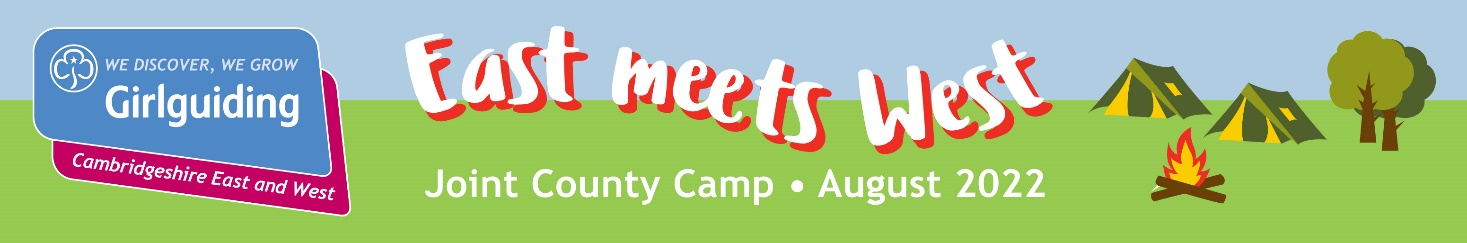 WE DISCOVER, WE GROW
Girlguiding
Cambridgeshire East and West
East meets West
Joint County Camp • August 2022